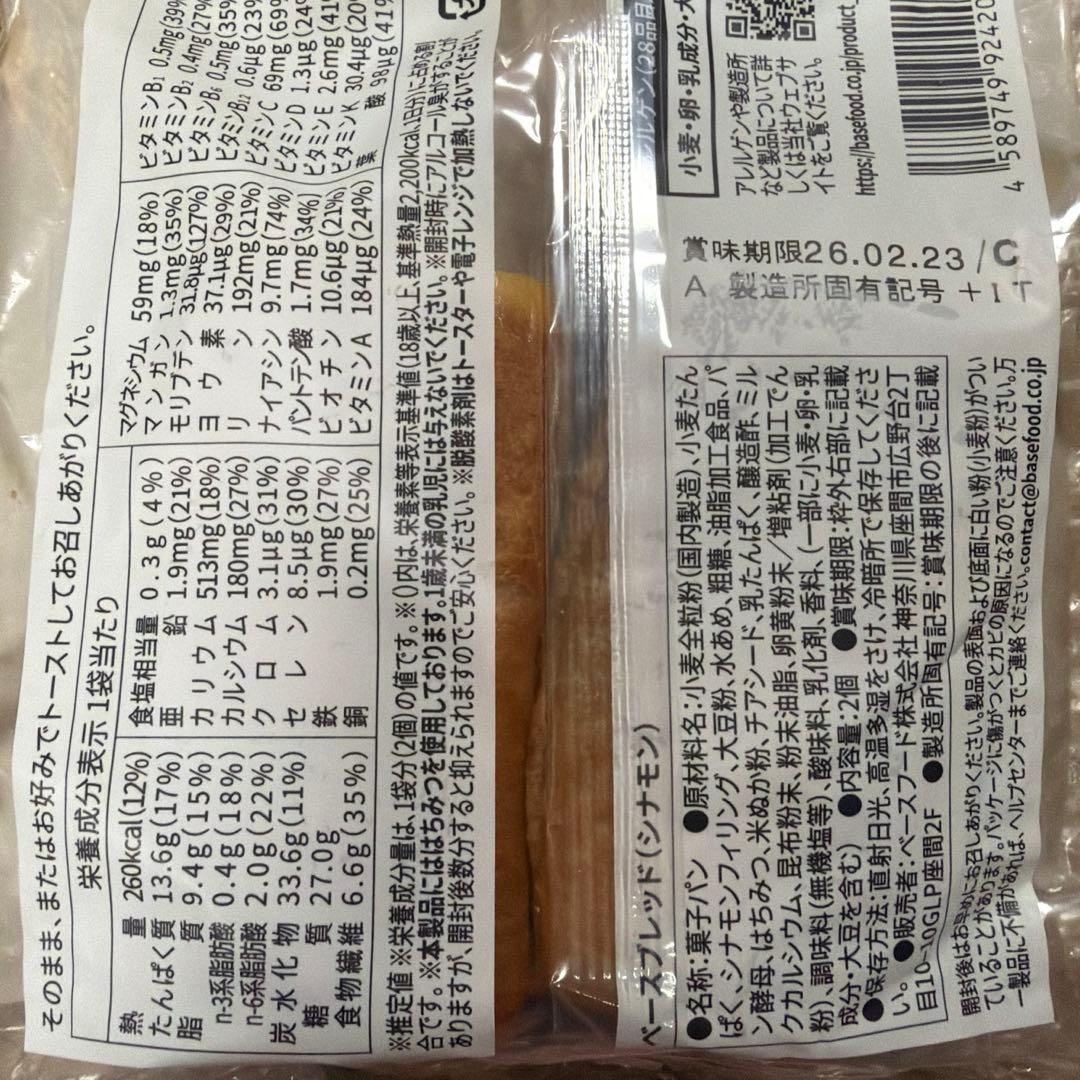 そのまま、またはお好みでトーストしてお召しあがりください。
栄養成分表示 1袋当たり
熱量 260kcal(12%)
たんぱく質 13.6g(17%)
脂質 9.4g(15%)
n-3系脂肪酸 0.4g(18%)
n-6系脂肪酸 2.0g(22%)
炭水化物 33.6g(11%)
糖質 27.0g
食物繊維 6.6g(35%)
食塩相当量 0.3g(4%)
亜鉛 1.9mg(21%)
カリウム 513mg(18%)
カルシウム 180mg(27%)
クロム 3.1μg(31%)
セレン 8.5μg(30%)
鉄 1.9mg(27%)
銅 0.2mg(25%)
マグネシウム 59mg(18%)
マンガン 1.3mg(35%)
モリブデン 31.8μg(127%)
ヨウ素 37.1μg(29%)
リン 192mg(21%)
ナイアシン 9.7mg(74%)
パントテン酸 1.7mg(34%)
ビオチン 10.6μg(21%)
ビタミンA 184μg(24%)
ビタミンB₁ 0.5mg(39%
ビタミンB₂ 0.4mg(27%
ビタミンB₆ 0.5mg(35%
ビタミンB₁₂ 0.6μg(23%
ビタミンC 69mg(69%
ビタミンD 1.3μg(24%
ビタミンE 2.6mg(41%
ビタミンK 30.4μg(20%
葉酸 98μg(41%
※推定値 ※栄養成分量は、1袋分(2個)の値です。※()内は、栄養素等表示基準値(18歳以上、基準熱量2,200kcal、1日分)に占める割
合です。※本製品にははちみつを使用しております。1歳未満の乳児には与えないでください。※開封時にアルコール臭がすることが
ありますが、開封後数分すると抑えられますのでご安心ください。※脱酸素剤はトースターや電子レンジで加熱しないでください。
ルゲン(28品目
小麦・卵・乳成分・大
アレルゲンや製造所
など製品について詳
しくは当社ウェブサ
イトをご覧ください。
https://basefood.co.jp/product_
4 589749 92420
賞味期限26.02.23/C
A 製造所固有記号 +IT
ベースブレッド(シナモン)
●名称:菓子パン ●原材料名:小麦全粒粉(国内製造)、小麦たん
ぱく、シナモンフィリング、大豆粉、水あめ、粗糖、油脂加工食品、パ
ン酵母、はちみつ、米ぬか粉、チアシード、乳たんぱく、醸造酢、ミル
クカルシウム、昆布粉末、粉末油脂、卵黄粉末/増粘剤(加工でん
粉)、調味料(無機塩等)、酸味料、乳化剤、香料、(一部に小麦・卵・乳
成分・大豆を含む) ●内容量:2個 ●賞味期限:枠外右部に記載
●保存方法:直射日光、高温多湿をさけ、冷暗所で保存してくださ
い。●販売者:ベースフード株式会社 神奈川県座間市広野台2丁
目10-10GLP座間2F ●製造所固有記号:賞味期限の後に記載
開封後はお早めにお召しあがりください。製品の表面および底面に白い粉(小麦粉)がつい
ていることがあります。パッケージに傷がつくとカビの原因になるのでご注意ください。万
一製品に不備があれば、ヘルプセンターまでご連絡ください。contact@basefood.co.jp